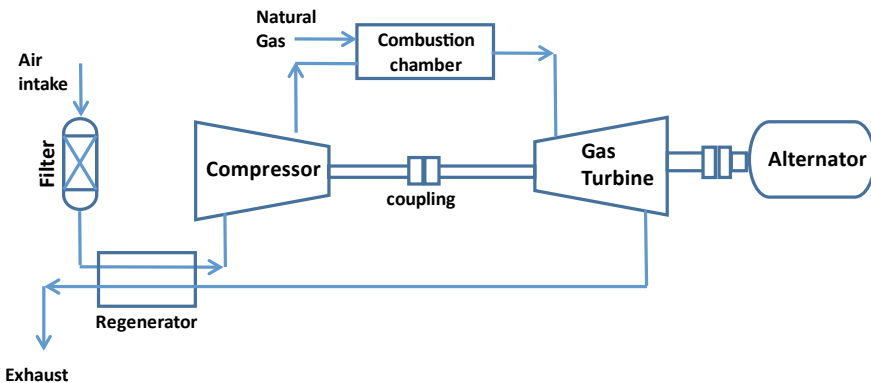 Natural
Gas
Combustion
chamber
Air
intake
Filter
Compressor
Gas
Turbine
Alternator
coupling
Regenerator
Exhaust